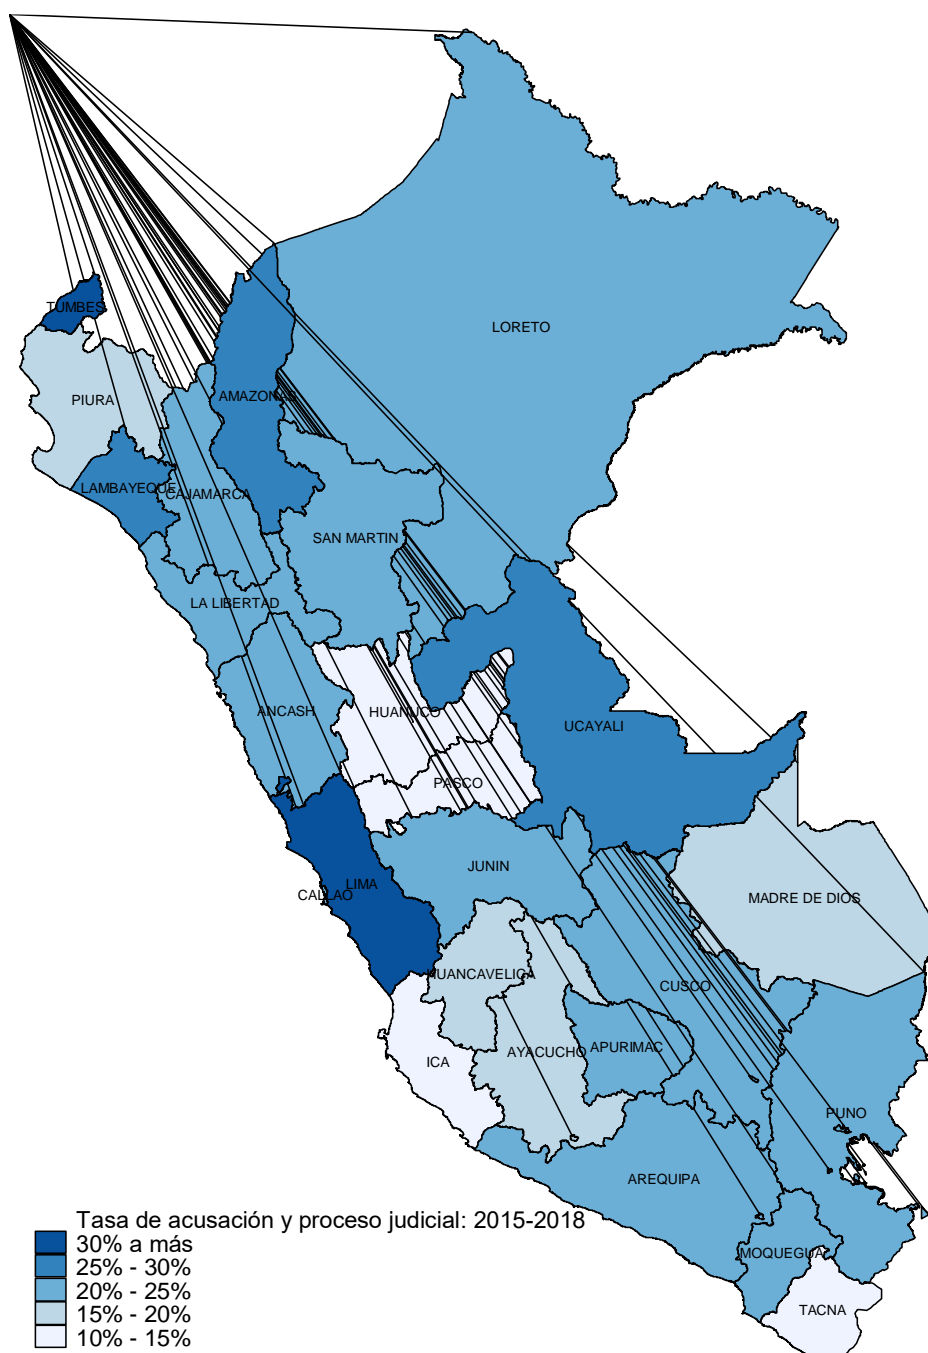 LORETO
TUMBES
AMAZONAS
PIURA
LAMBAYEQUE
CAJAMARCA
SAN MARTIN
LA LIBERTAD
ANCASH
HUANUCO
UCAYALI
PASCO
JUNIN
LIMA
CALLAO
MADRE DE DIOS
HUANCAVELICA
CUSCO
AYACUCHO
APURIMAC
ICA
PUNO
AREQUIPA
MOQUEGUA
TACNA
Tasa de acusación y proceso judicial: 2015-2018
30% a más
25% - 30%
20% - 25%
15% - 20%
10% - 15%